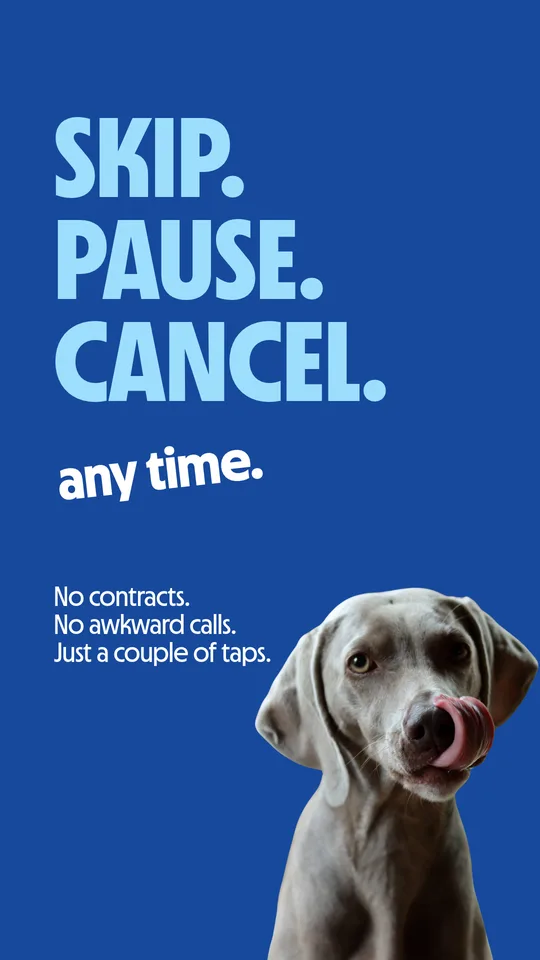 SKIP.
PAUSE.
CANCEL.
any time.
No contracts.
No awkward calls.
Just a couple of taps.